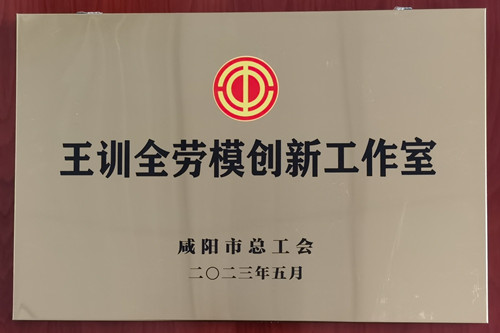 王训全劳模创新工作室
咸阳市总工会
二〇二三年五月